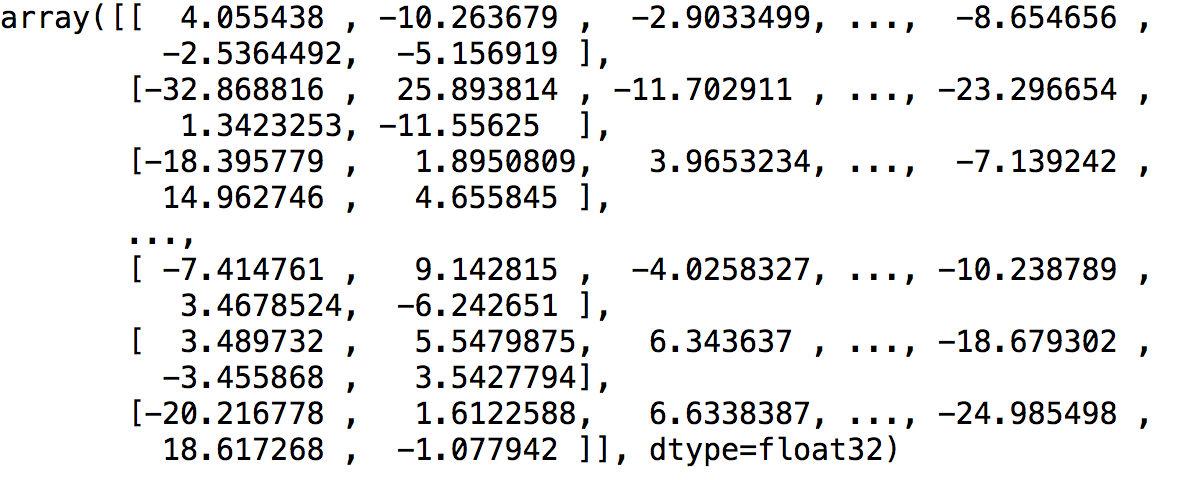 array([[  4.055438 , -10.263679 ,  -2.9033499, ...,  -8.654656 ,
         -2.5364492,  -5.156919 ],
       [-32.868816 ,  25.893814 , -11.702911 , ..., -23.296654 ,
          1.3423253, -11.55625  ],
       [-18.395779 ,   1.8950809,   3.9653234, ...,  -7.139242 ,
         14.962746 ,   4.655845 ],
       ...,
       [ -7.414761 ,   9.142815 ,  -4.0258327, ..., -10.238789 ,
          3.4678524,  -6.242651 ],
       [  3.489732 ,   5.5479875,   6.343637 , ..., -18.679302 ,
         -3.455868 ,   3.5427794],
       [-20.216778 ,   1.6122588,   6.6338387, ..., -24.985498 ,
         18.617268 ,  -1.077942 ]], dtype=float32)